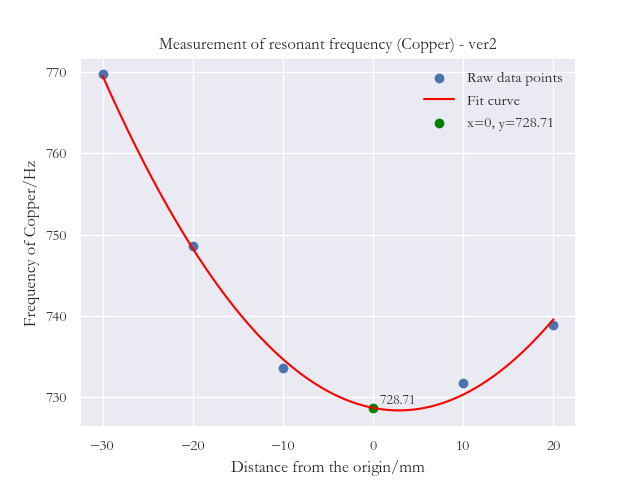 Measurement of resonant frequency (Copper) - ver2
Raw data points
Fit curve
x=0, y=728.71
Frequency of Copper/Hz
770
760
750
740
730
728.71
−30
−20
−10
0
10
20
Distance from the origin/mm